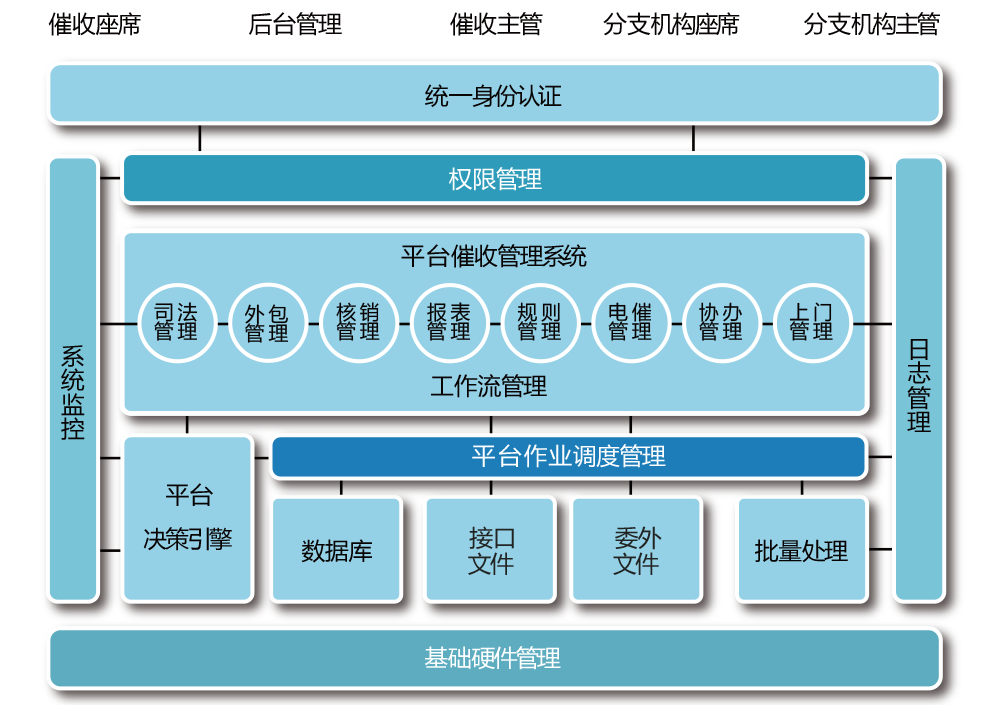 催收座席
后台管理
催收主管
分支机构座席
分支机构主管
统一身份认证
权限管理
平台催收管理系统
司法
管理
外包
管理
核销
管理
报表
管理
规则
管理
电催
管理
协办
管理
上门
管理
工作流管理
系统监控
日志管理
平台
决策引擎
平台作业调度管理
数据库
接口
文件
委外
文件
批量处理
基础硬件管理